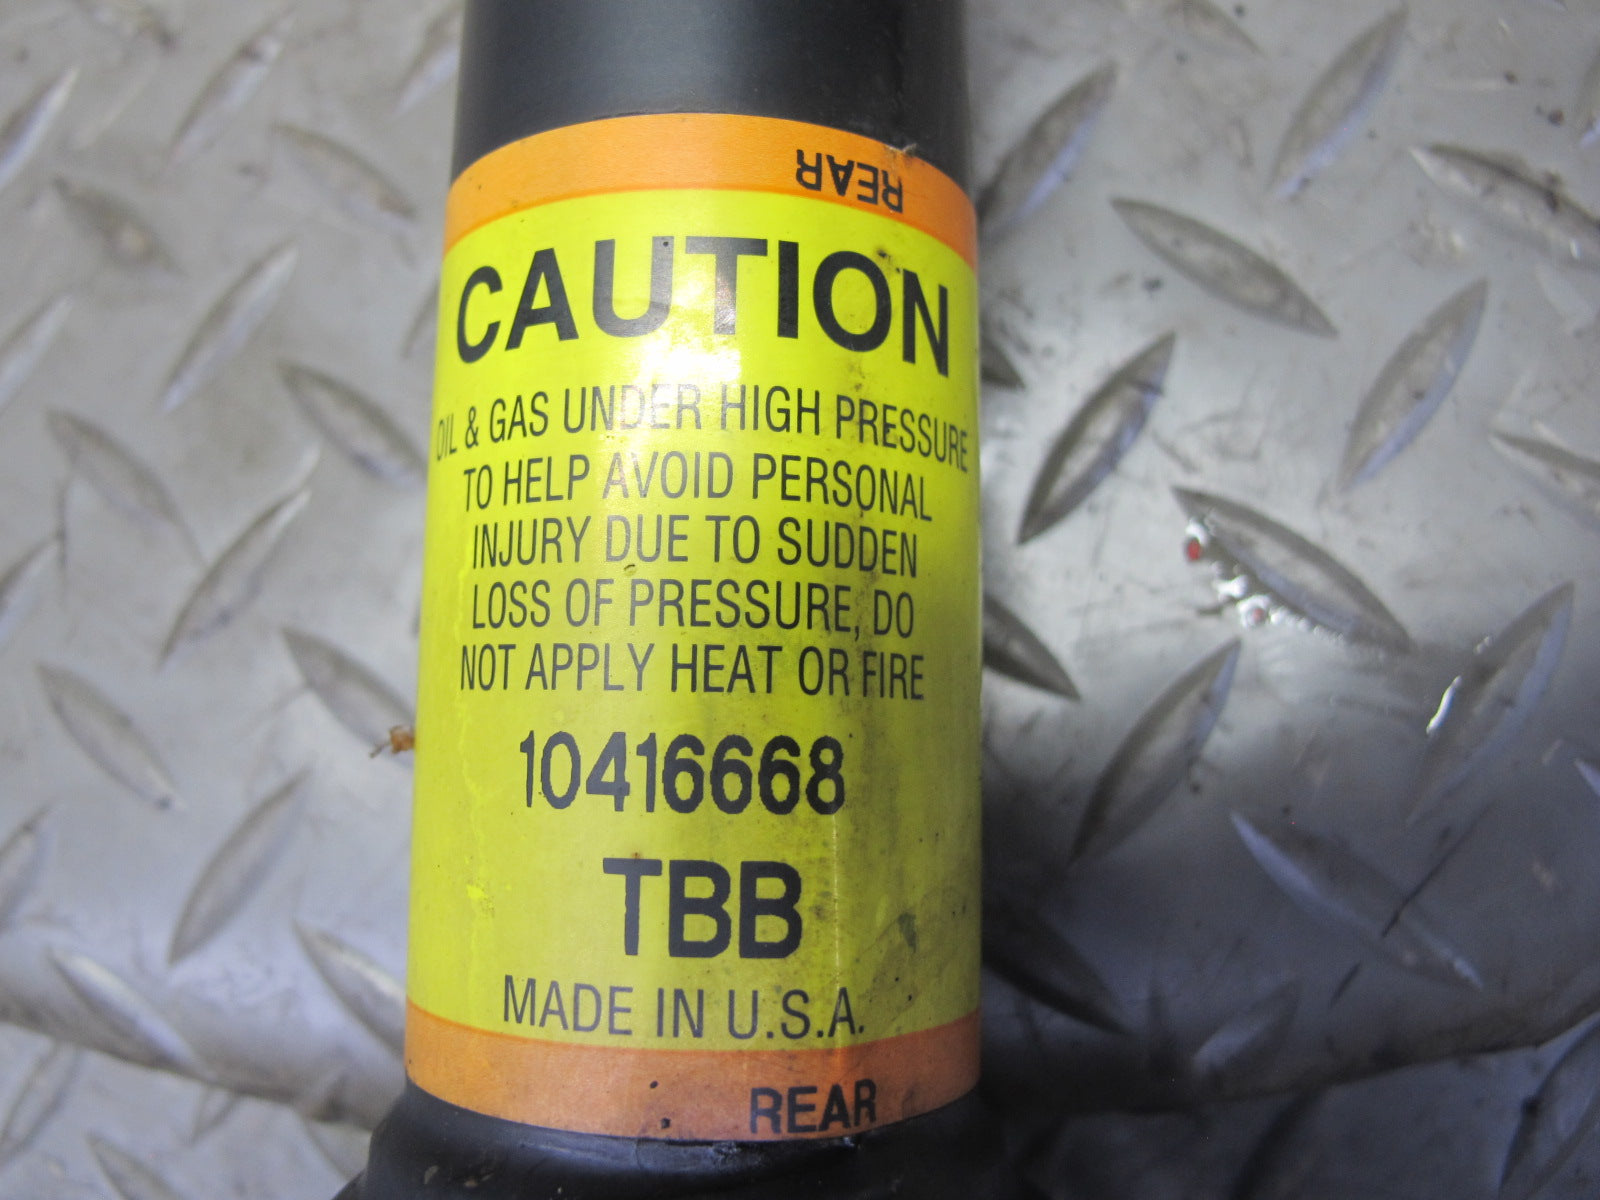 REAR
CAUTION
OIL & GAS UNDER HIGH PRESSURE
TO HELP AVOID PERSONAL
INJURY DUE TO SUDDEN
LOSS OF PRESSURE, DO
NOT APPLY HEAT OR FIRE
10416668
TBB
MADE IN U.S.A.
REAR